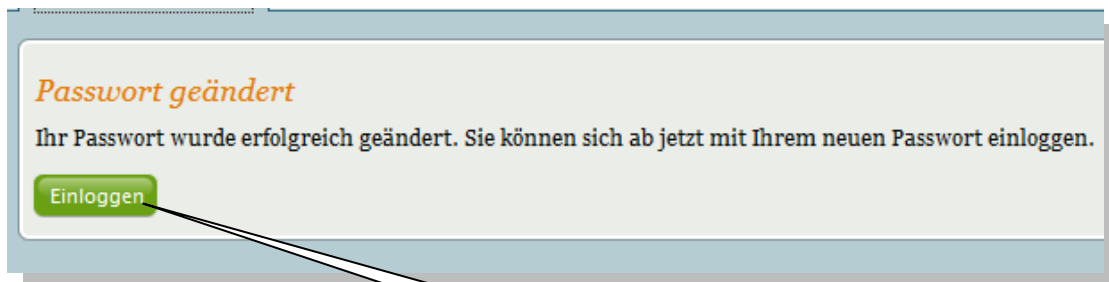 Passwort geändert
Ihr Passwort wurde erfolgreich geändert. Sie können sich ab jetzt mit Ihrem neuen Passwort einloggen.
Einloggen